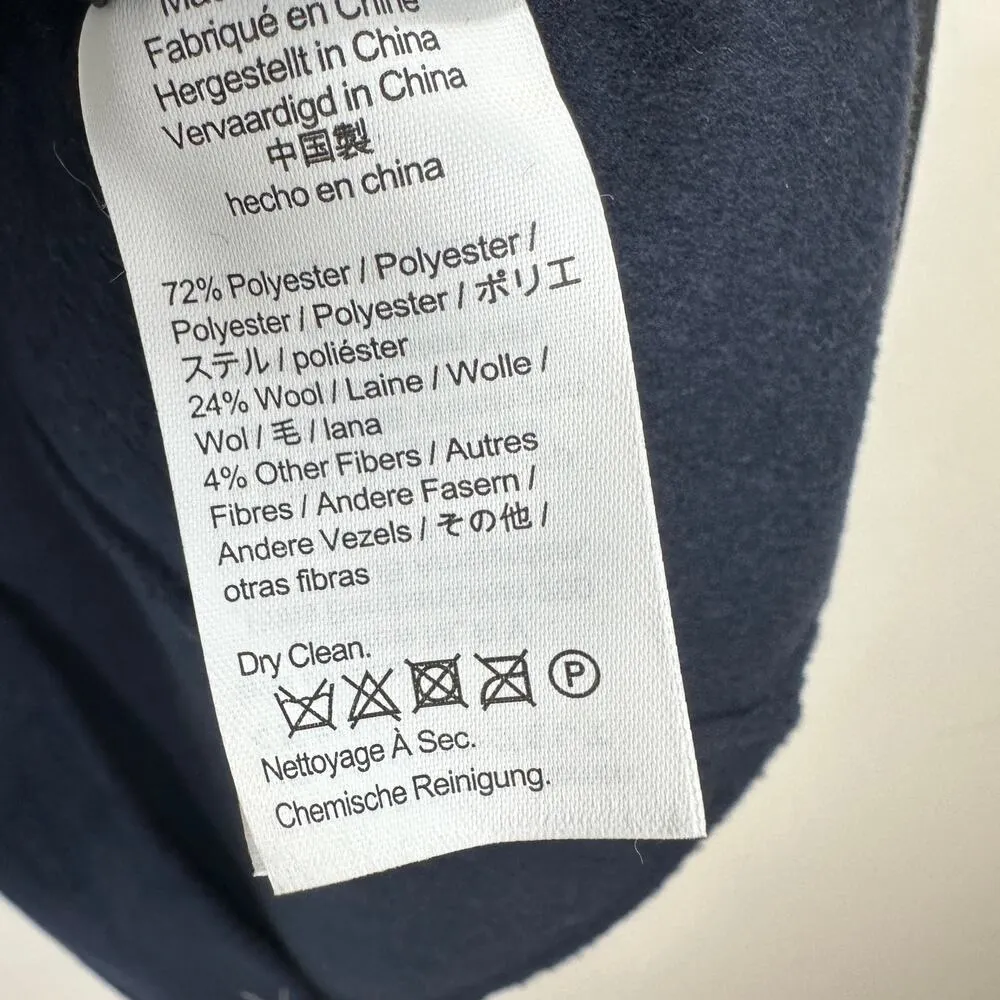 Fabriqué en Chine
Hergestellt in China
Vervaardigd in China
中国製
hecho en china
72% Polyester / Polyester /
Polyester / Polyester / ポリエ
ステル / poliéster
24% Wool / Laine / Wolle /
Wol / 毛 / lana
4% Other Fibers / Autres
Fibres / Andere Fasern /
Andere Vezels / その他 /
otras fibras
Dry Clean.
P
Nettoyage À Sec.
Chemische Reinigung.